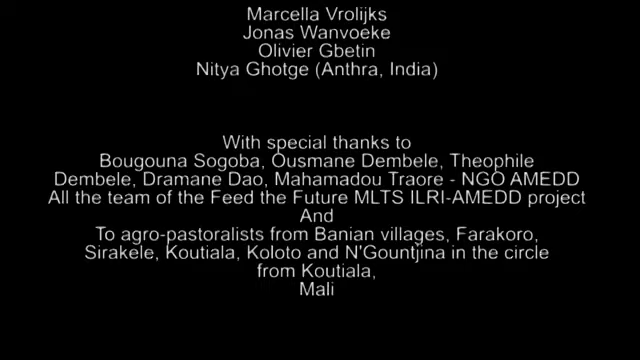 Marcella Vrolijks
Jonas Wanvoeke
Olivier Gbetin
Nitya Ghotge (Anthra, India)
With special thanks to
Bougouna Sogoba, Ousmane Dembele, Theophile
Dembele, Dramane Dao, Mahamadou Traore - NGO AMEDD
All the team of the Feed the Future MLTS ILRI-AMEDD project
And
To agro-pastoralists from Banian villages, Farakoro,
Sirakele, Koutiala, Koloto and N'Gountjina in the circle
from Koutiala,
Mali